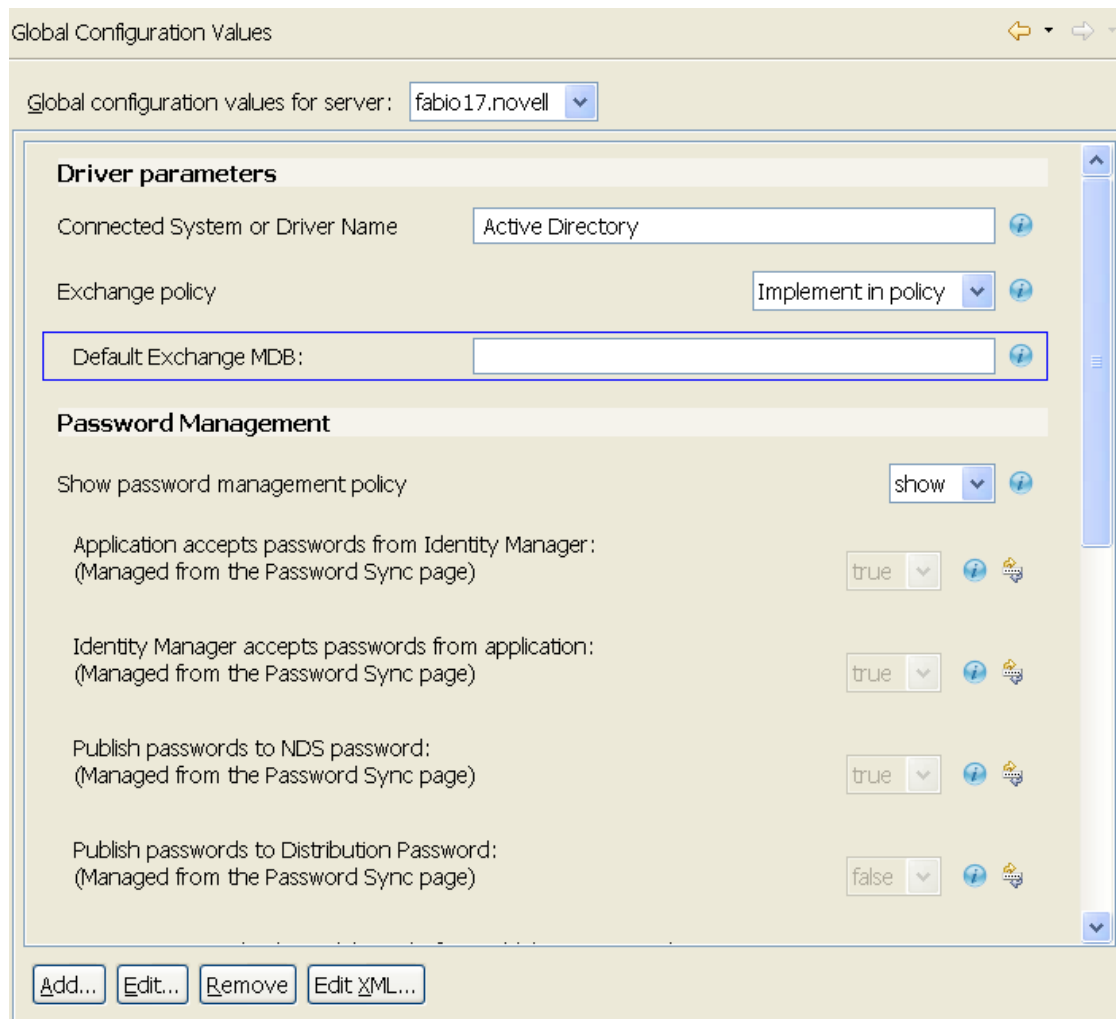 Global Configuration Values
Global configuration values for server: fabio17.novell
Driver parameters
Connected System or Driver Name Active Directory
Exchange policy Implement in policy
Default Exchange MDB:
Password Management
Show password management policy show
Application accepts passwords from Identity Manager:
(Managed from the Password Sync page) true
Identity Manager accepts passwords from application:
(Managed from the Password Sync page) true
Publish passwords to NDS password:
(Managed from the Password Sync page) true
Publish passwords to Distribution Password:
(Managed from the Password Sync page) false
Add... Edit... Remove Edit XML...